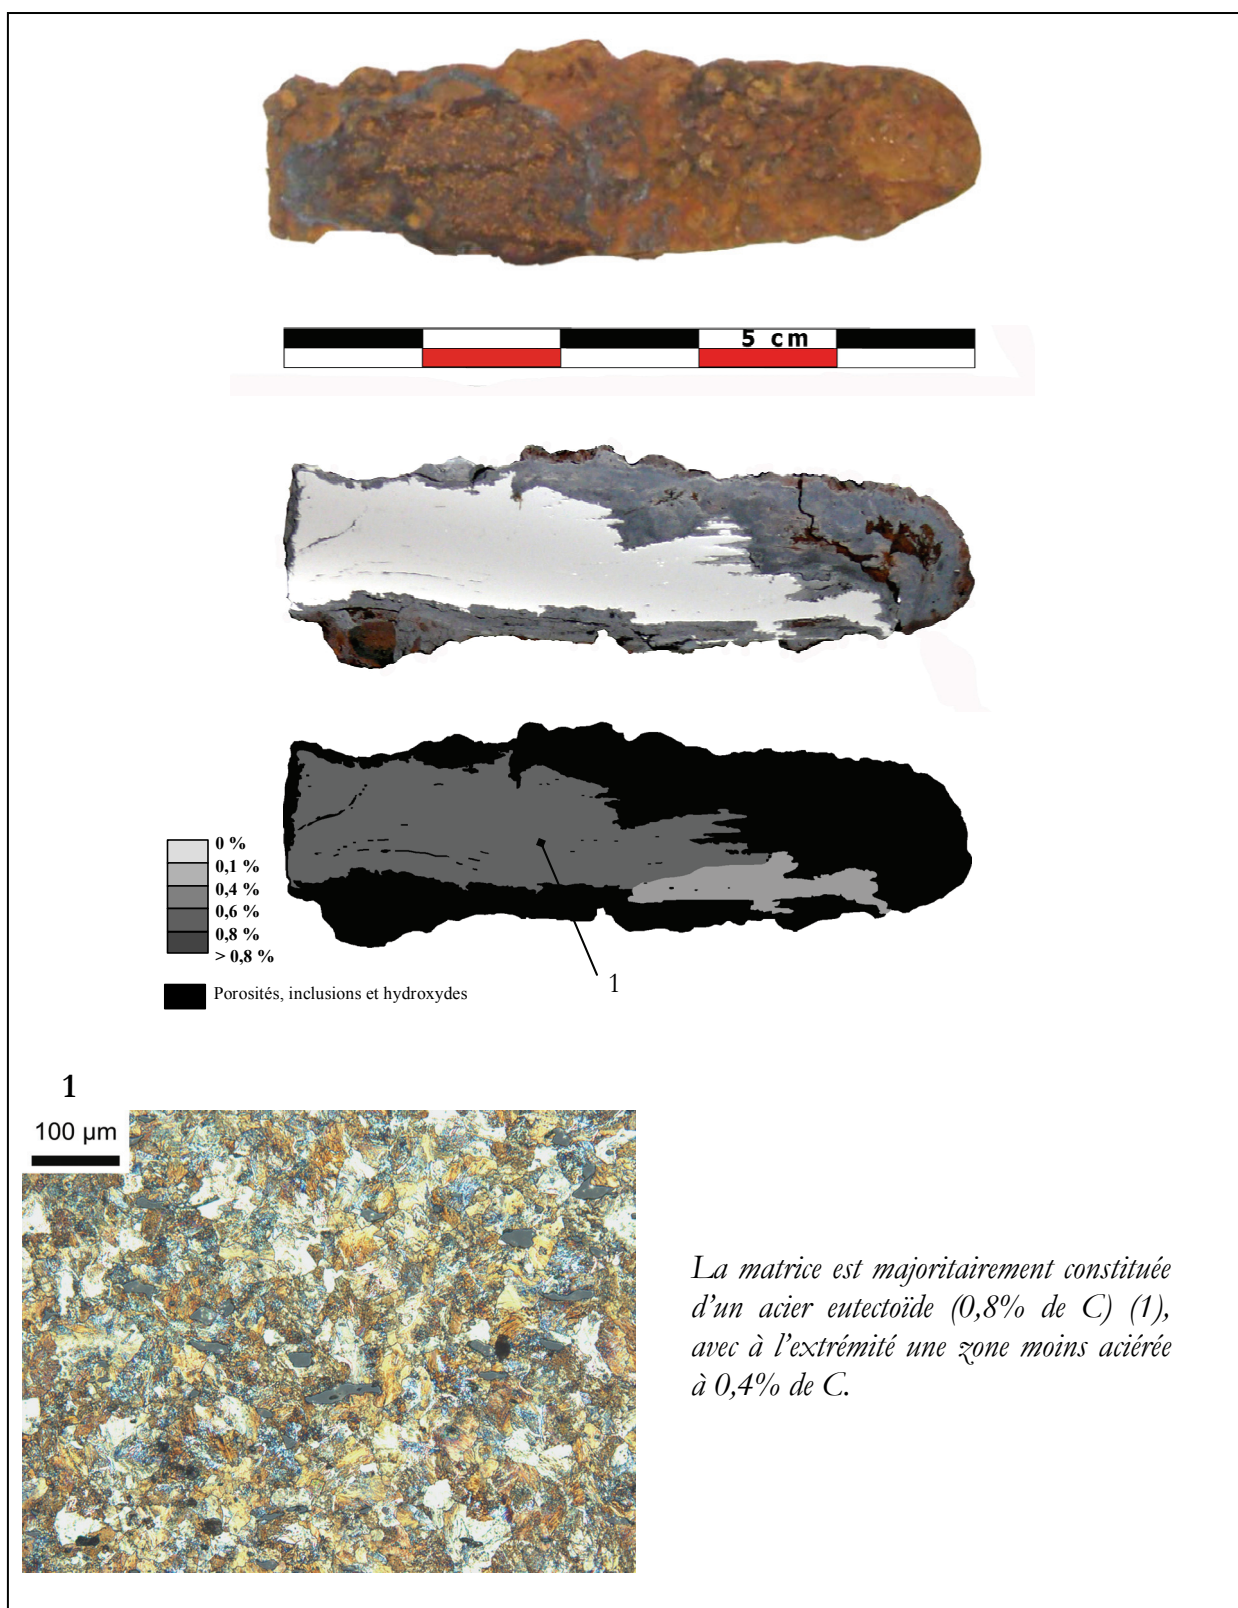 5 cm
0 %
0,1 %
0,4 %
0,6 %
0,8 %
> 0,8 %
1
Porosités, inclusions et hydroxydes
1
100 µm
La matrice est majoritairement constituée
d'un acier eutectoïde (0,8% de C) (1),
avec à l'extrémité une zone moins aciérée
à 0,4% de C.